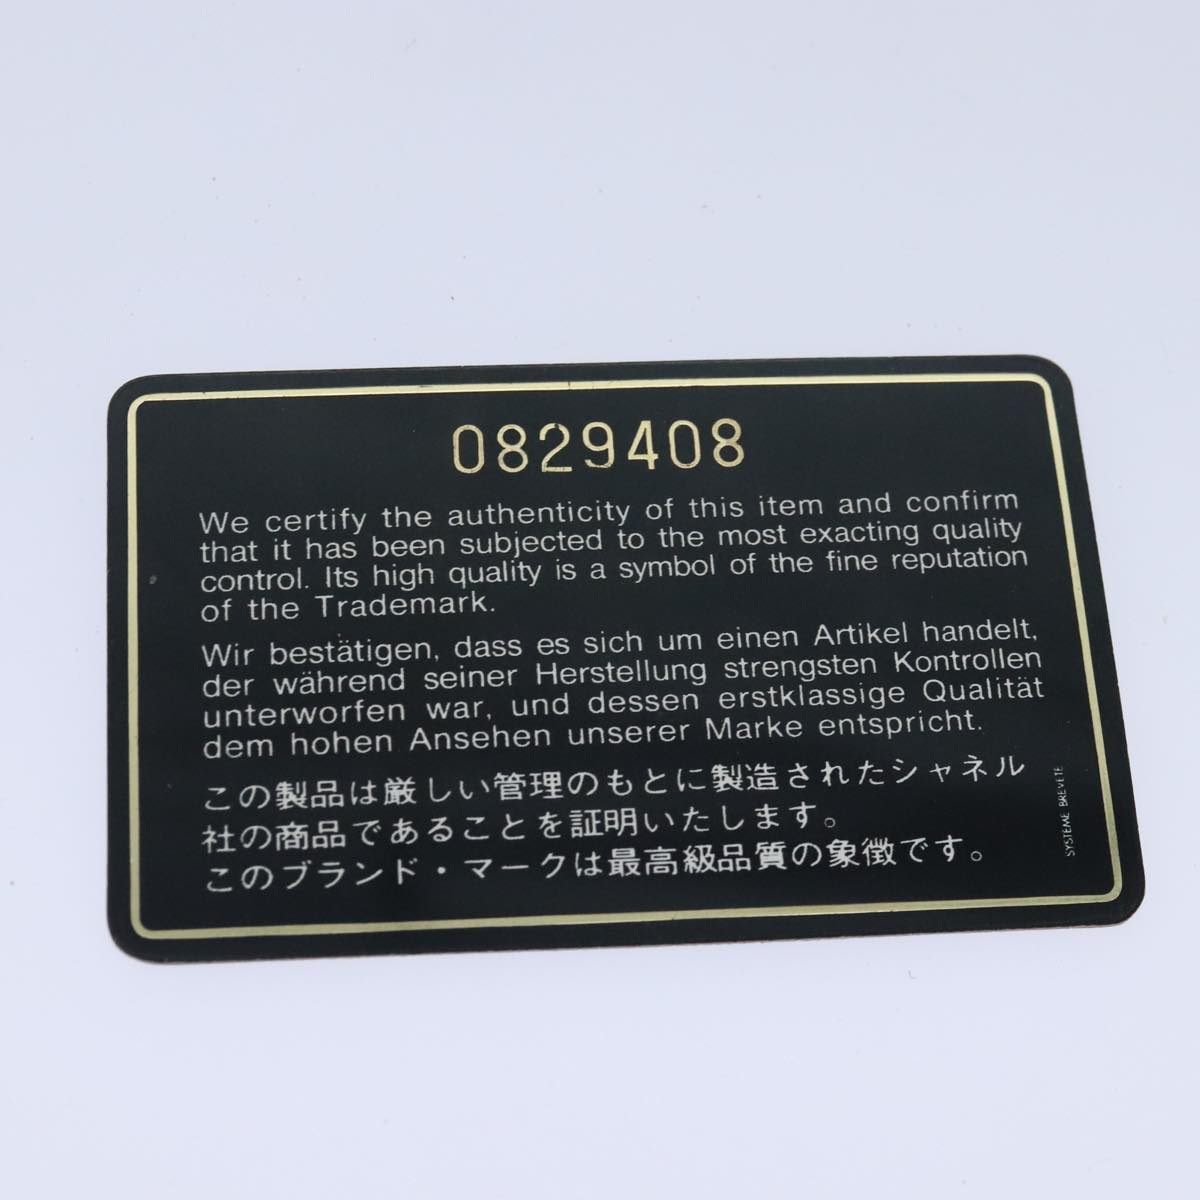 0829408
We certify the authenticity of this item and confirm
that it has been subjected to the most exacting quality
control. Its high quality is a symbol of the fine reputation
of the Trademark.
Wir bestätigen, dass es sich um einen Artikel handelt,
der während seiner Herstellung strengsten Kontrollen
unterworfen war, und dessen erstklassige Qualität
dem hohen Ansehen unserer Marke entspricht.
この製品は厳しい管理のもとに製造されたシャネル
社の商品であることを証明いたします。
このブランド・マークは最高級品質の象徴です。
SYSTEME BREVETE